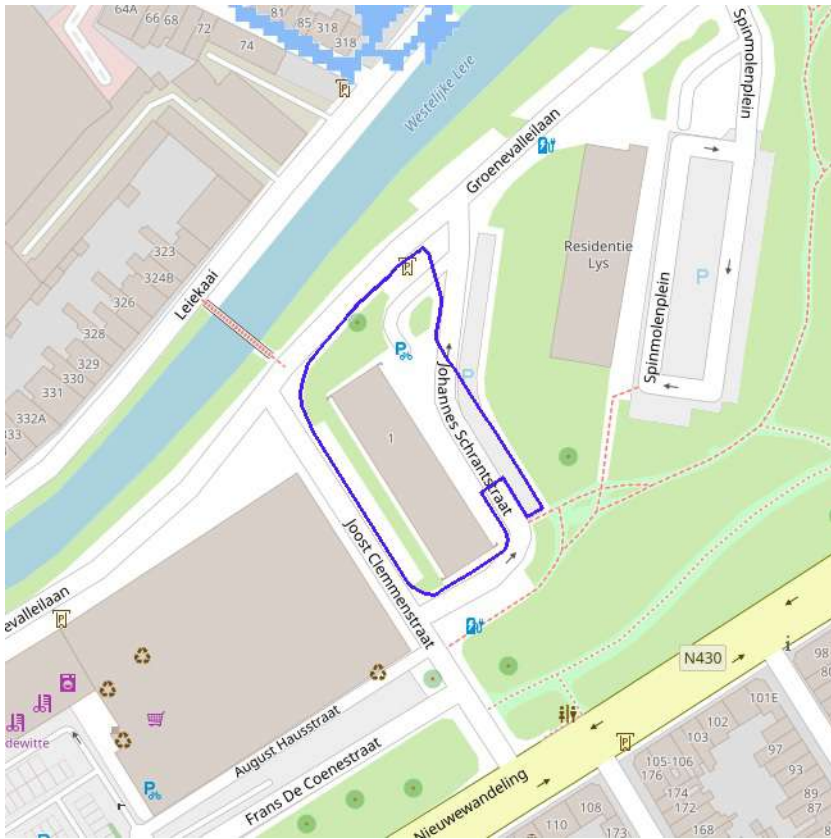 64A
66
68
72
74
81
85
318
318
Westelijke Leie
Spinmolenplein
Groenevalleilaan
P
323
324B
326
328
329
330
331
332A
333
Leiekaai
Residentie
Lys
P
Spinmolenplein
P
P
Johannes Schrantstraat
1
Joost Clemmenstraat
evalleilaan
P
N430
i
98
80
101E
102
103
97
93
89
87
105-106
176
174
172
168
108
110
173
dewitte
August Hausstraat
Frans De Coenestraat
Nieuwewandeling
P
P